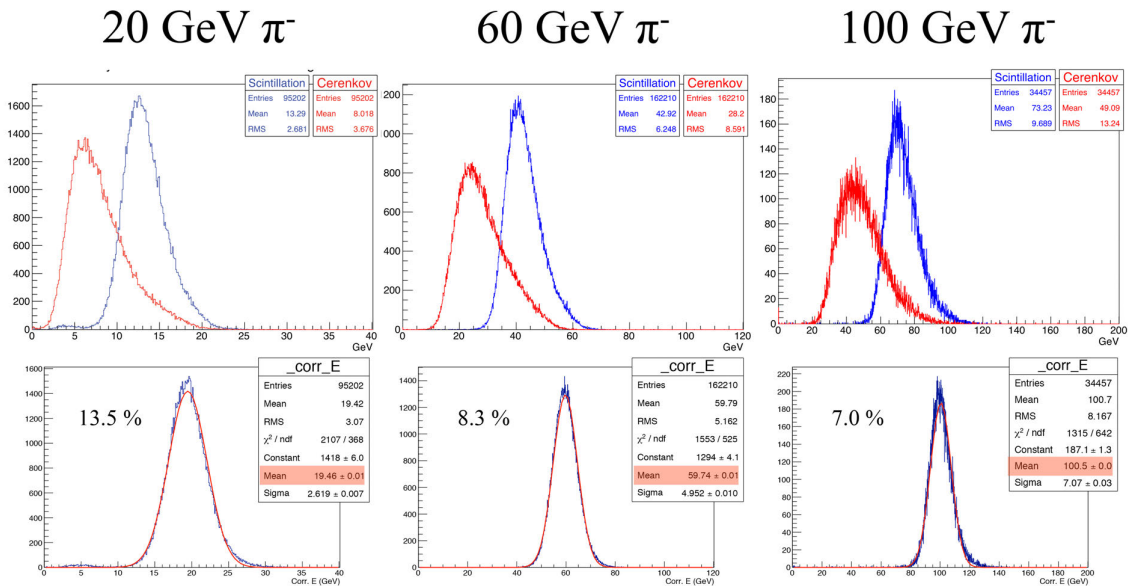 20 GeV π⁻
60 GeV π⁻
100 GeV π⁻
Scintillation Cerenkov
Entries 95202 Entries 95202
Mean 13.29 Mean 8.018
RMS 2.681 RMS 3.676
1600
1400
1200
1000
800
600
400
200
0
0 5 10 15 20 25 30 35 40
GeV
Scintillation Cerenkov
Entries 162210 Entries 162210
Mean 42.92 Mean 28.2
RMS 6.248 RMS 8.591
1200
1000
800
600
400
200
0
0 20 40 60 80 100 120
GeV
Scintillation Cerenkov
Entries 34457 Entries 34457
Mean 73.23 Mean 49.09
RMS 9.689 RMS 13.24
180
160
140
120
100
80
60
40
20
0
0 20 40 60 80 100 120 140 160 180 200
GeV
_corr_E
Entries 95202
Mean 19.42
RMS 3.07
χ² / ndf 2107 / 368
Constant 1418 ± 6.0
Mean 19.46 ± 0.01
Sigma 2.619 ± 0.007
13.5 %
1600
1400
1200
1000
800
600
400
200
0
0 5 10 15 20 25 30 35 40
Corr. E (GeV)
_corr_E
Entries 162210
Mean 59.79
RMS 5.162
χ² / ndf 1553 / 525
Constant 1294 ± 4.1
Mean 59.74 ± 0.01
Sigma 4.952 ± 0.010
8.3 %
1400
1200
1000
800
600
400
200
0
0 20 40 60 80 100 120
Corr. E (GeV)
_corr_E
Entries 34457
Mean 100.7
RMS 8.167
χ² / ndf 1315 / 642
Constant 187.1 ± 1.3
Mean 100.5 ± 0.0
Sigma 7.07 ± 0.03
7.0 %
220
200
180
160
140
120
100
80
60
40
20
0
0 20 40 60 80 100 120 140 160 180 200
Corr. E (GeV)